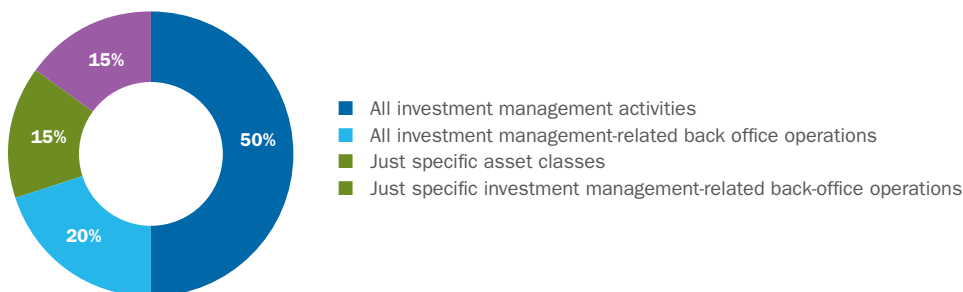 15%
50%
15%
20%
All investment management activities
All investment management-related back office operations
Just specific asset classes
Just specific investment management-related back-office operations